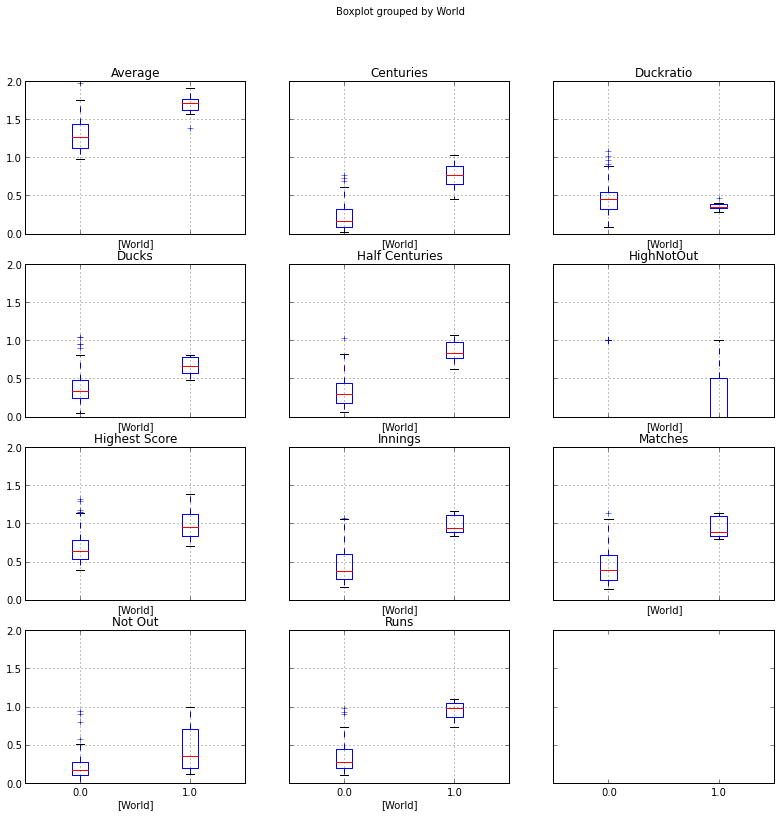 Boxplot grouped by World
Average Centuries Duckratio
2.0
1.5
1.0
0.5
0.0
[World] [World] [World]
Ducks Half Centuries HighNotOut
2.0
1.5
1.0
0.5
0.0
[World] [World] [World]
Highest Score Innings Matches
2.0
1.5
1.0
0.5
0.0
[World] [World] [World]
Not Out Runs
2.0
1.5
1.0
0.5
0.0
0.0 1.0 0.0 1.0 0.0 1.0
[World] [World]